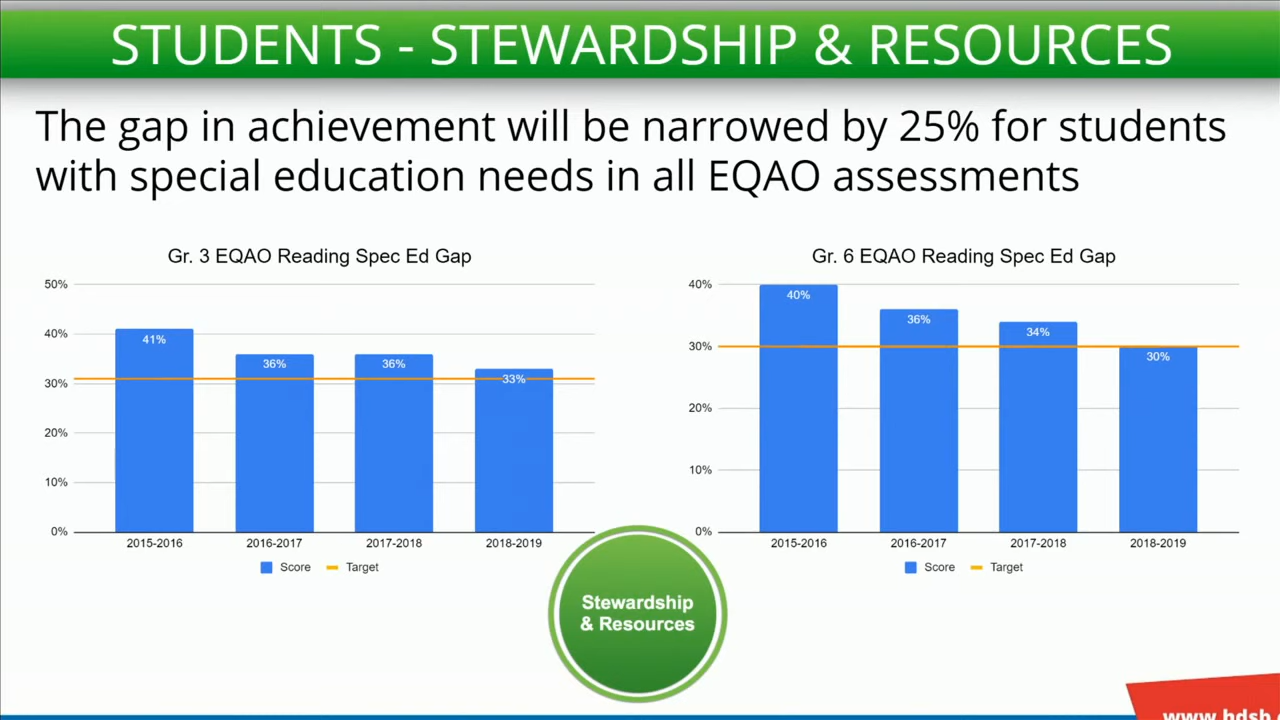 STUDENTS - STEWARDSHIP & RESOURCES
The gap in achievement will be narrowed by 25% for students
with special education needs in all EQAO assessments
Gr. 3 EQAO Reading Spec Ed Gap
50%
40%
30%
20%
10%
0%
41%
36%
36%
33%
2015-2016
2016-2017
2017-2018
2018-2019
Score
Target
Gr. 6 EQAO Reading Spec Ed Gap
40%
30%
20%
10%
0%
40%
36%
34%
30%
2015-2016
2016-2017
2017-2018
2018-2019
Score
Target
Stewardship
& Resources